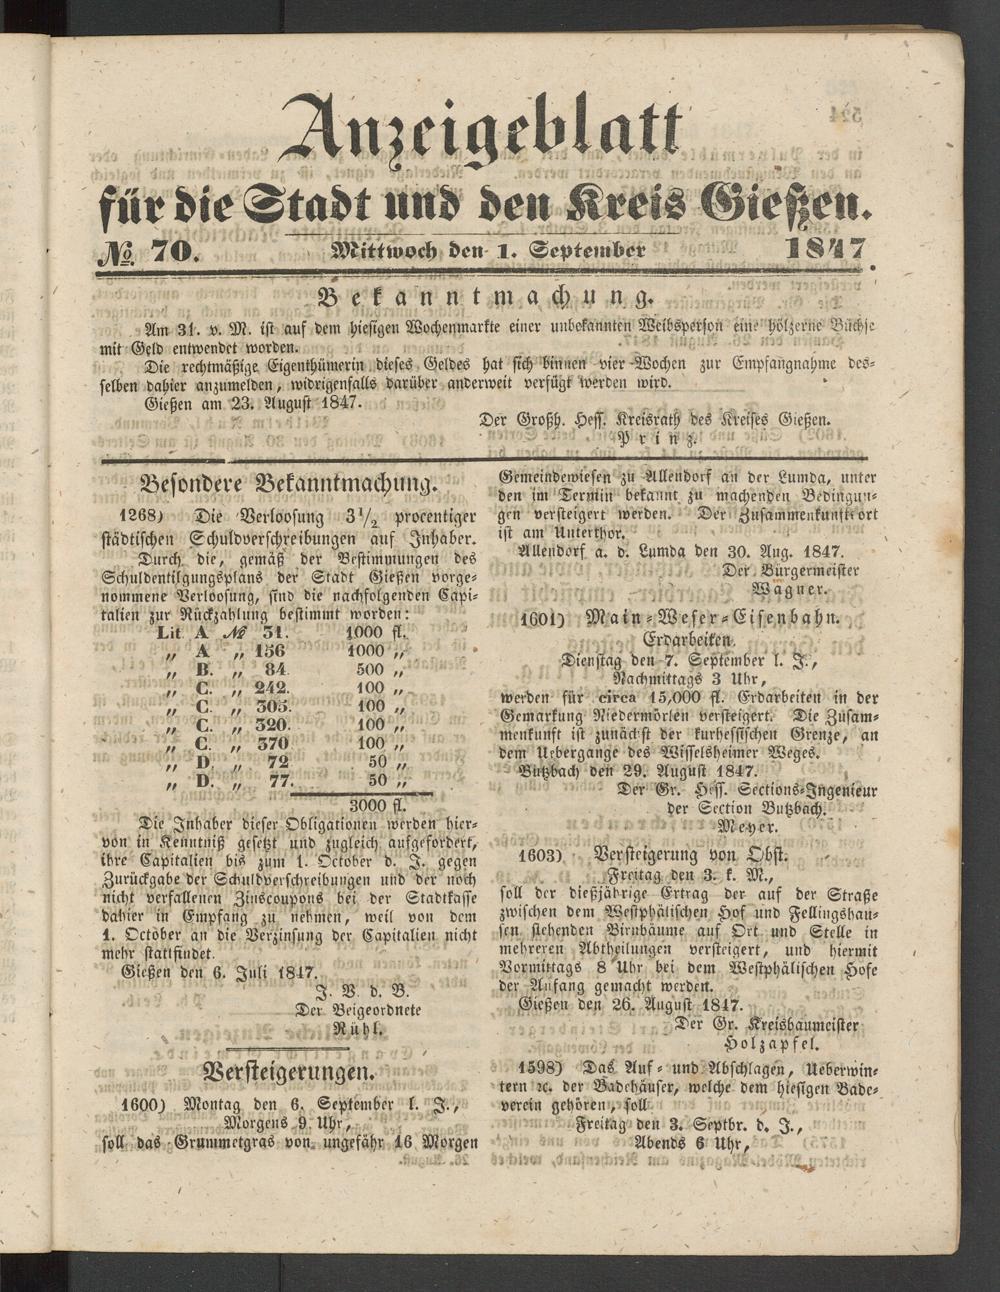 Anzeigeblatt
für die Stadt und den Kreis Gießen.
No. 70. Mittwoch den 1. September 1847.
Bekanntmachung.
Am 31. v. M. ist auf dem hiesigen Wochenmarkte einer unbekannten Weibsperson eine hölzerne Büchse
mit Geld entwendet worden.
Die rechtmäßige Eigenthümerin dieses Geldes hat sich binnen vier Wochen zur Empfangnahme des-
selben dahier anzumelden, widrigenfalls darüber anderweit verfügt werden wird.
Gießen am 23. August 1847.
Der Großh. Hess. Kreisrath des Kreises Gießen.
Prinz.
Besondere Bekanntmachung.
1268) Die Verloosung 3 1/2 procentiger
städtischen Schuldverschreibungen auf Inhaber.
Durch die, gemäß der Bestimmungen des
Schuldentilgungsplans der Stadt Gießen vorge-
nommene Verloosung, sind die nachfolgenden Capi-
talien zur Rückzahlung bestimmt worden:
Lit. A № 31. 1000 fl.
„ A „ 156 1000 „
„ B. „ 84 500 „
„ C. „ 242. 100 „
„ C. „ 305. 100 „
„ C. „ 320. 100 „
„ C. „ 370 100 „
„ D. „ 72 50 „
„ D. „ 77. 50 „
3000 fl.
Die Inhaber dieser Obligationen werden hier-
von in Kenntniß gesetzt und zugleich aufgefordert,
ihre Capitalien bis zum 1. October d. J. gegen
Zurückgabe der Schuldverschreibungen und der noch
nicht verfallenen Zinscoupons bei der Stadtkasse
dahier in Empfang zu nehmen, weil von dem
1. October an die Verzinsung der Capitalien nicht
mehr stattfindet.
Gießen den 6. Juli 1847.
J. V. d. B.
Der Beigeordnete
Rühl.
Versteigerungen.
1600) Montag den 6. September l. J.,
Morgens 9 Uhr,
soll das Grummetgras von ungefähr 16 Morgen
Gemeindewiesen zu Allendorf an der Lumda, unter
den im Termin bekannt zu machenden Bedingun-
gen versteigert werden. Der Zusammenkunftsort
ist am Unterthor.
Allendorf a. d. Lumda den 30. Aug. 1847.
Der Bürgermeister
Wagner.
1601) Main-Weser-Eisenbahn.
Erdarbeiten.
Dienstag den 7. September l. J.,
Nachmittags 3 Uhr,
werden für circa 15,000 fl. Erdarbeiten in der
Gemarkung Niedermörlen versteigert. Die Zusam-
menkunft ist zunächst der kurhessischen Grenze, an
dem Uebergange des Wisselsheimer Weges.
Butzbach den 29. August 1847.
Der Gr. Hess. Sections-Ingenieur
der Section Butzbach.
Meyer.
1603) Versteigerung von Obst.
Freitag den 3. k. M.,
soll der dießjährige Ertrag der auf der Straße
zwischen dem Westphälischen Hof und Fellingshau-
sen stehenden Birnbäume auf Ort und Stelle in
mehreren Abtheilungen versteigert, und hiermit
Vormittags 8 Uhr bei dem Westphälischen Hofe
der Anfang gemacht werden.
Gießen den 26. August 1847.
Der Gr. Kreisbaumeister
Holzapfel.
1598) Das Auf- und Abschlagen, Ueberwin-
tern ꝛc. der Badehäuser, welche dem hiesigen Bade-
verein gehören, soll
Freitag den 3. Septbr. d. J.,
Abends 6 Uhr,